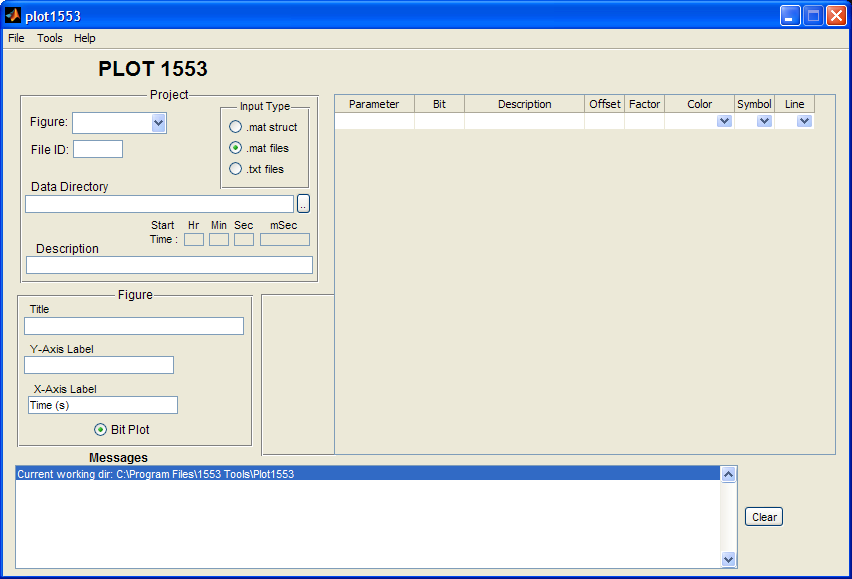 plot1553
File Tools Help
PLOT 1553
Project
Figure:
File ID:
Input Type
.mat struct
.mat files
.txt files
Data Directory
..
Start Hr Min Sec mSec
Time :
Description
Parameter Bit Description Offset Factor Color Symbol Line
Figure
Title
Y-Axis Label
X-Axis Label
Time (s)
Bit Plot
Messages
Current working dir: C:\Program Files\1553 Tools\Plot1553
Clear